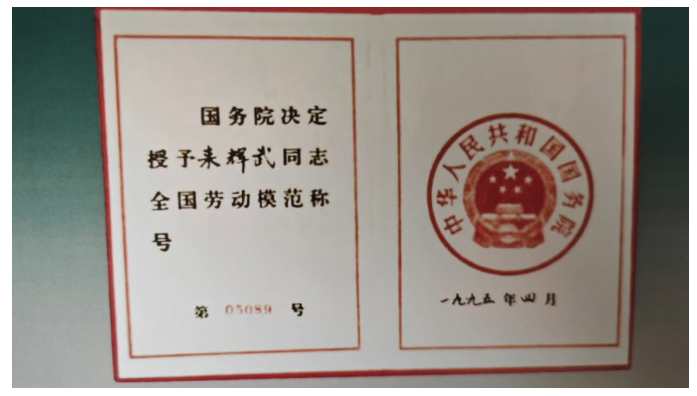 国务院决定
授予来辉武同志
全国劳动模范称
号
第 05089 号
中华人民共和国国务院
一九九五年四月